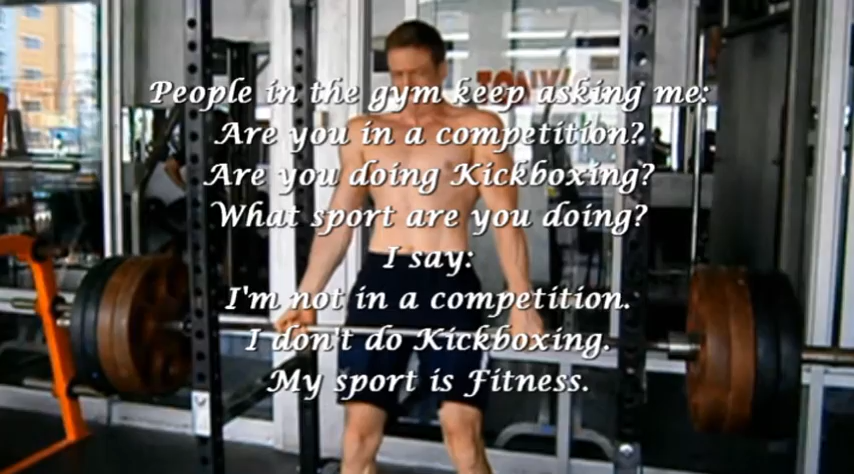 People in the gym keep asking me:
Are you in a competition?
Are you doing Kickboxing?
What sport are you doing?
I say:
I'm not in a competition.
I don't do Kickboxing.
My sport is Fitness.